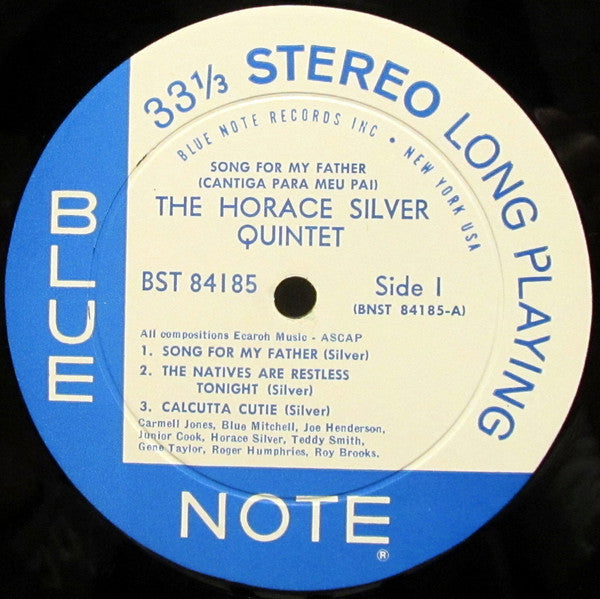 33⅓ STEREO LONG PLAYING
BLUE NOTE RECORDS INC • NEW YORK USA
SONG FOR MY FATHER
(CANTIGA PARA MEU PAI)
THE HORACE SILVER
QUINTET
BST 84185
Side 1
(BNST 84185-A)
All compositions Ecaroh Music - ASCAP
1. SONG FOR MY FATHER (Silver)
2. THE NATIVES ARE RESTLESS
TONIGHT (Silver)
3. CALCUTTA CUTIE (Silver)
Carmell Jones, Blue Mitchell, Joe Henderson,
Junior Cook, Horace Silver, Teddy Smith,
Gene Taylor, Roger Humphries, Roy Brooks.
BLUE
NOTE
®